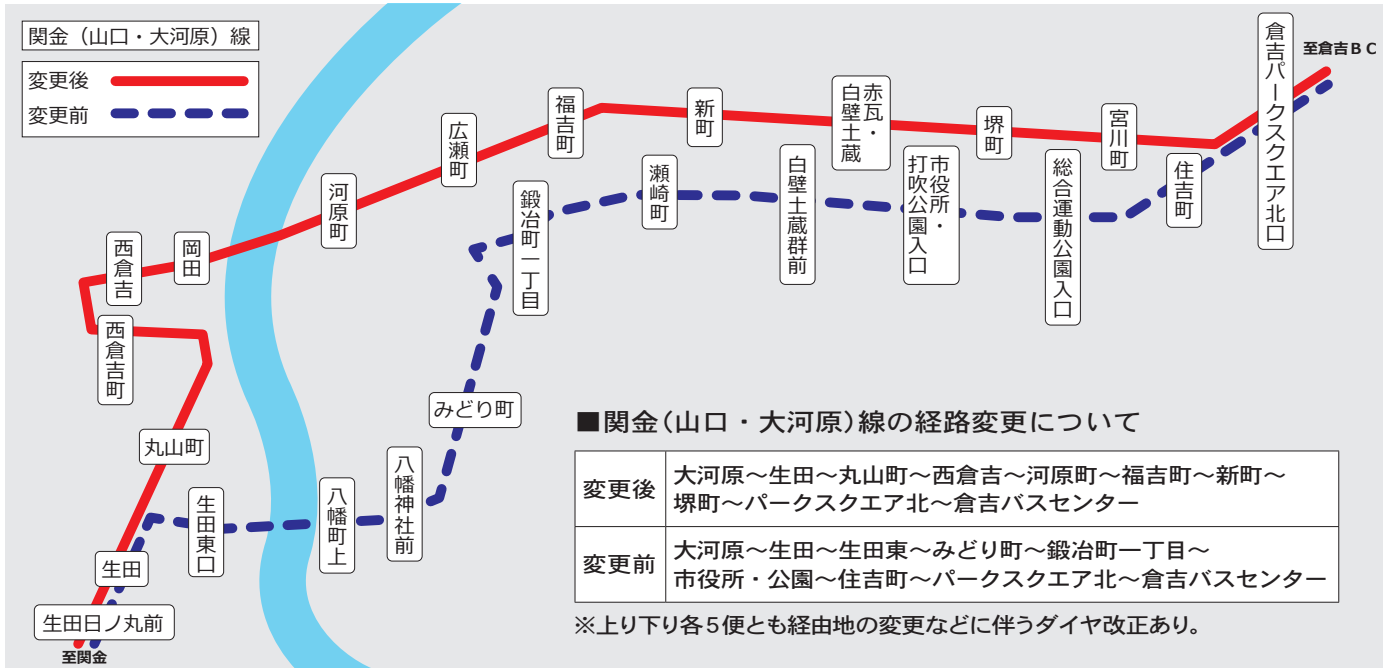 関金（山口・大河原）線
変更後
変更前
至倉吉ＢＣ
倉吉パークスクエア北口
宮川町
住吉町
堺町
総合運動公園入口
赤瓦・
白壁土蔵
市役所・
打吹公園入口
白壁土蔵群前
新町
瀬崎町
福吉町
鍛冶町一丁目
広瀬町
河原町
岡田
西倉吉
西倉吉町
みどり町
丸山町
八幡神社前
八幡町上
生田東口
生田
生田日ノ丸前
至関金
■関金（山口・大河原）線の経路変更について
変更後
大河原～生田～丸山町～西倉吉～河原町～福吉町～新町～
堺町～パークスクエア北～倉吉バスセンター
変更前
大河原～生田～生田東～みどり町～鍛冶町一丁目～
市役所・公園～住吉町～パークスクエア北～倉吉バスセンター
※上り下り各５便とも経由地の変更などに伴うダイヤ改正あり。